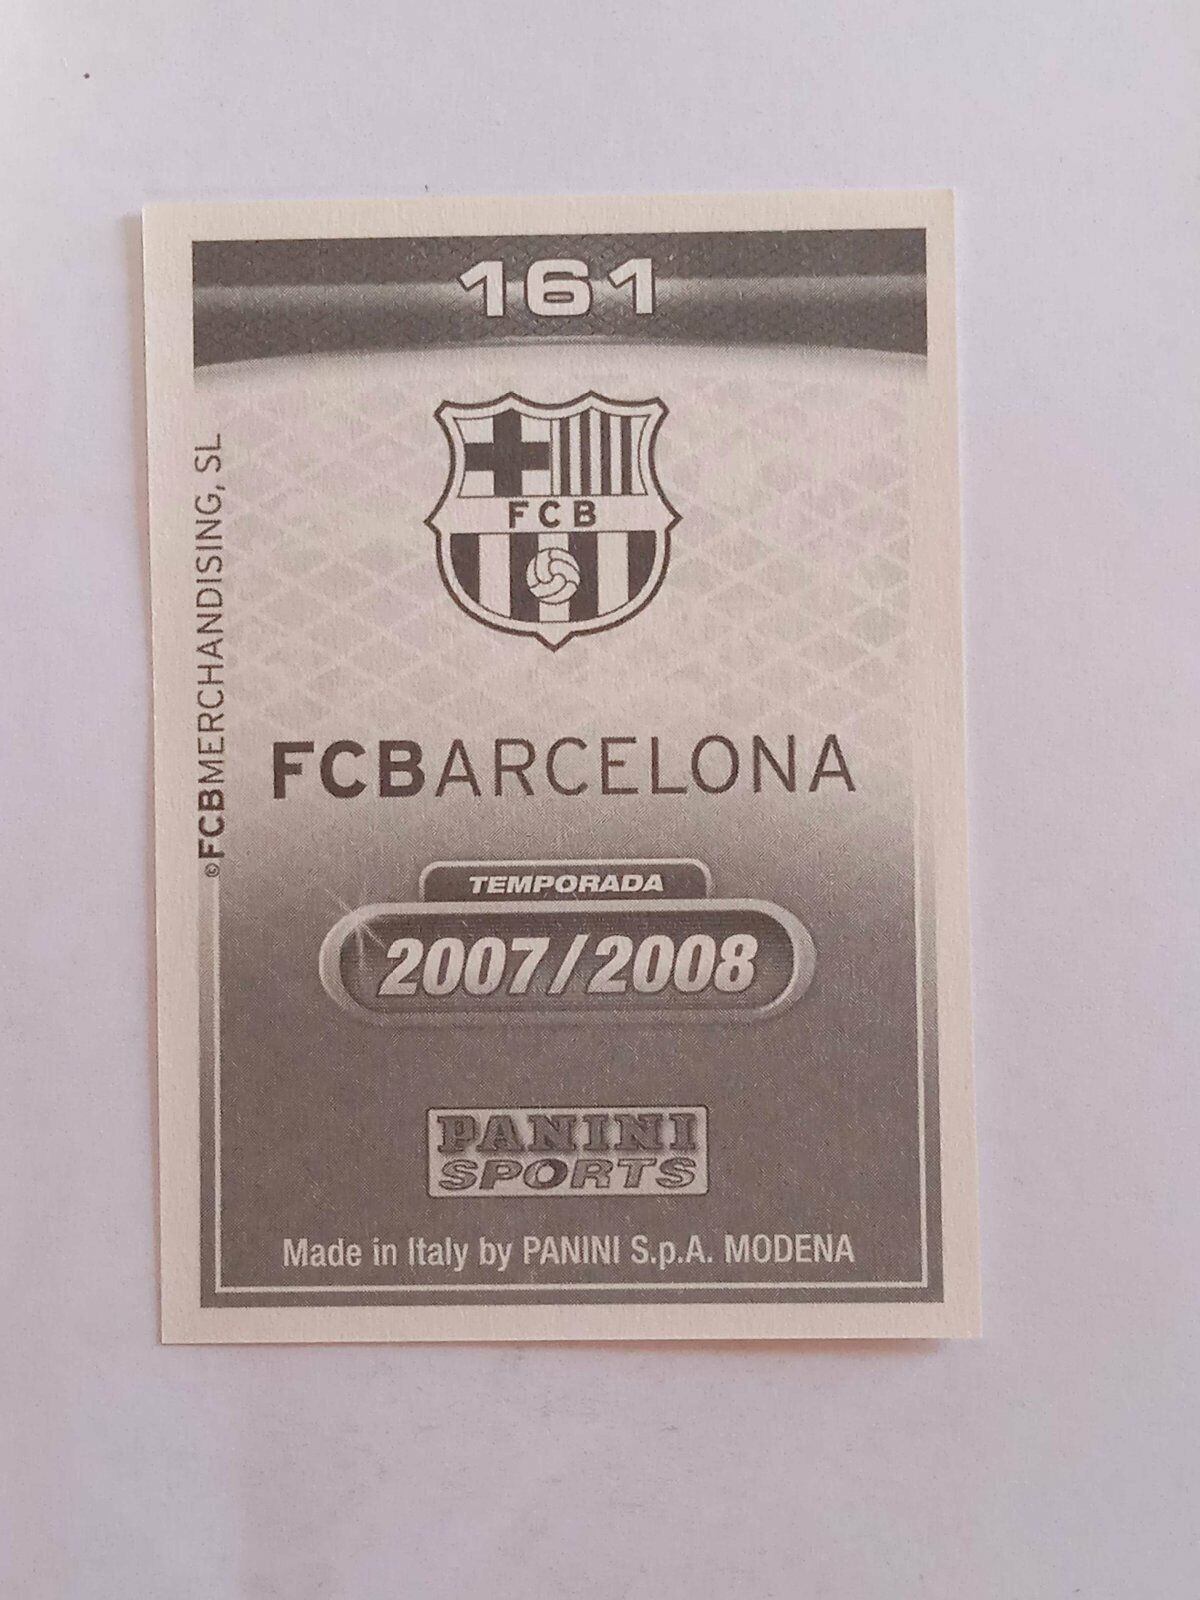 161
FCB
©FCBMERCHANDISING, SL
FCBARCELONA
TEMPORADA
2007/2008
PANINI
SPORTS
Made in Italy by PANINI S.p.A. MODENA